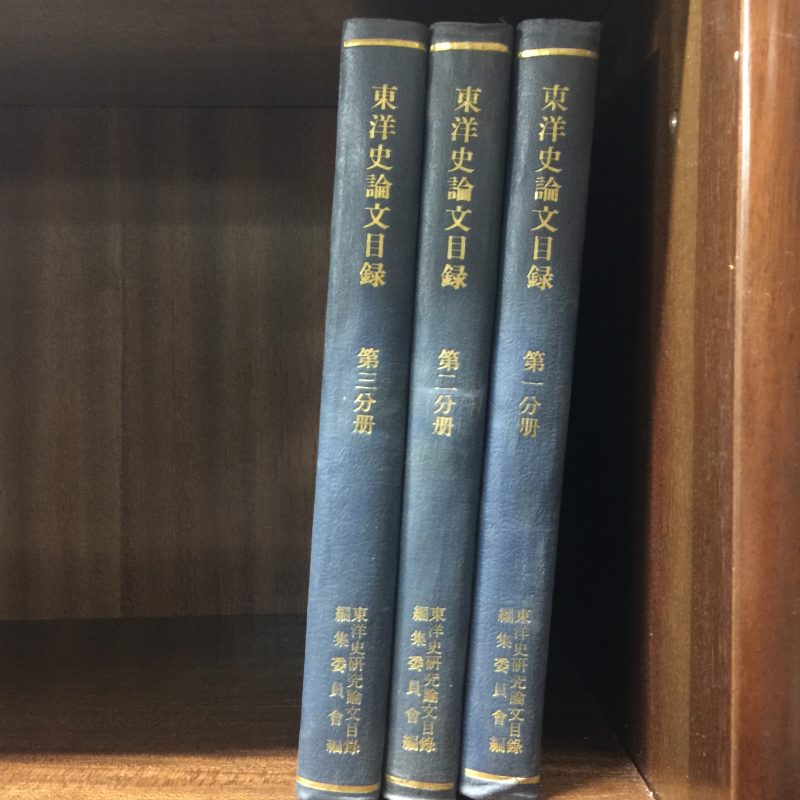 東洋史論文目録
第一分册
東洋史研究論文目録
編集委員會編
東洋史論文目録
第二分册
東洋史研究論文目録
編集委員會編
東洋史論文目録
第三分册
東洋史研究論文目録
編集委員會編